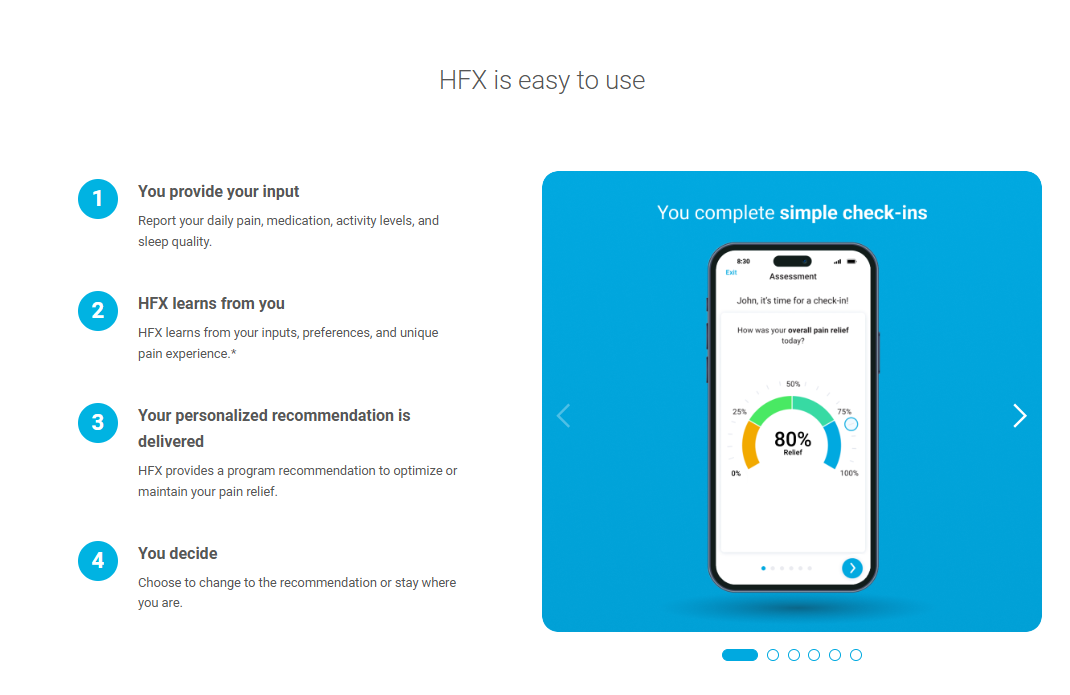 HFX is easy to use
1
You provide your input
Report your daily pain, medication, activity levels, and
sleep quality.
2
HFX learns from you
HFX learns from your inputs, preferences, and unique
pain experience.*
3
Your personalized recommendation is
delivered
HFX provides a program recommendation to optimize or
maintain your pain relief.
4
You decide
Choose to change to the recommendation or stay where
you are.
You complete simple check-ins
8:30
Exit
Assessment
John, it's time for a check-in!
How was your overall pain relief
today?
50%
25%
75%
80%
Relief
0%
100%